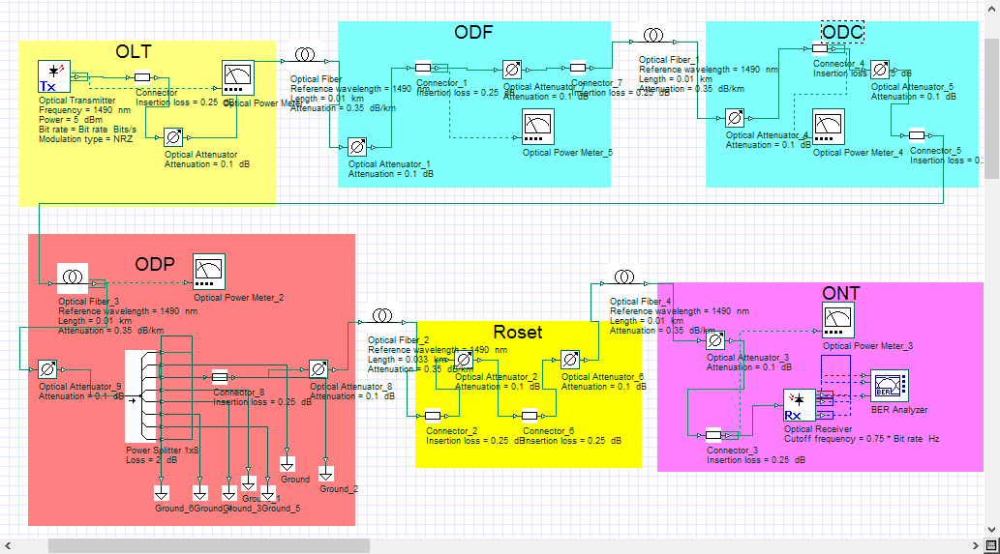 OLT
Tx
Optical Transmitter
Frequency = 1490 nm
Power = 5 dBm
Bit rate = Bit rate Bits/s
Modulation type = NRZ
Connector
Insertion loss = 0.25 dB
Optical Power Meter
Optical Attenuator
Attenuation = 0.1 dB
Optical Fiber
Reference wavelength = 1490 nm
Length = 0.01 km
Attenuation = 0.35 dB/km
ODF
Connector_1
Insertion loss = 0.25 dB
Optical Attenuator
Attenuation = 0.1 dB
Connector_7
Insertion loss = 0.25 dB
Optical Power Meter_5
Optical Attenuator_1
Attenuation = 0.1 dB
Optical Fiber_1
Reference wavelength = 1490 nm
Length = 0.01 km
Attenuation = 0.35 dB/km
ODC
Connector_4
Insertion loss =
Optical Attenuator_5
Attenuation = 0.1 dB
Optical Attenuator_4
Attenuation = 0.1 dB
Optical Power Meter_4
Connector_5
Insertion loss = 0.
ODP
Optical Power Meter_2
Optical Fiber_3
Reference wavelength = 1490 nm
Length = 0.01 km
Attenuation = 0.35 dB/km
Optical Attenuator_9
Attenuation = 0.1 dB
Connector_8
Insertion loss = 0.25 dB
Optical Attenuator_8
Attenuation = 0.1 dB
Power Splitter 1x8
Loss = 2 dB
Ground
Ground_2
Ground_1
Ground_6
Ground_4
Ground_3
Ground_5
Optical Fiber_2
Reference wavelength = 1490 nm
Length = 0.033 km
Attenuation = 0.35 dB/km
Roset
Optical Attenuator_2
Attenuation = 0.1 dB
Optical Attenuator_6
Attenuation = 0.1 dB
Connector_2
Insertion loss = 0.25 dB
Connector_6
Insertion loss = 0.25 dB
Optical Fiber_4
Reference wavelength = 1490 nm
Length = 0.01 km
Attenuation = 0.35 dB/km
ONT
Optical Power Meter_3
Optical Attenuator_3
Attenuation = 0.1 dB
Rx
Optical Receiver
Cutoff frequency = 0.75 * Bit rate Hz
BER
BER Analyzer
Connector_3
Insertion loss = 0.25 dB